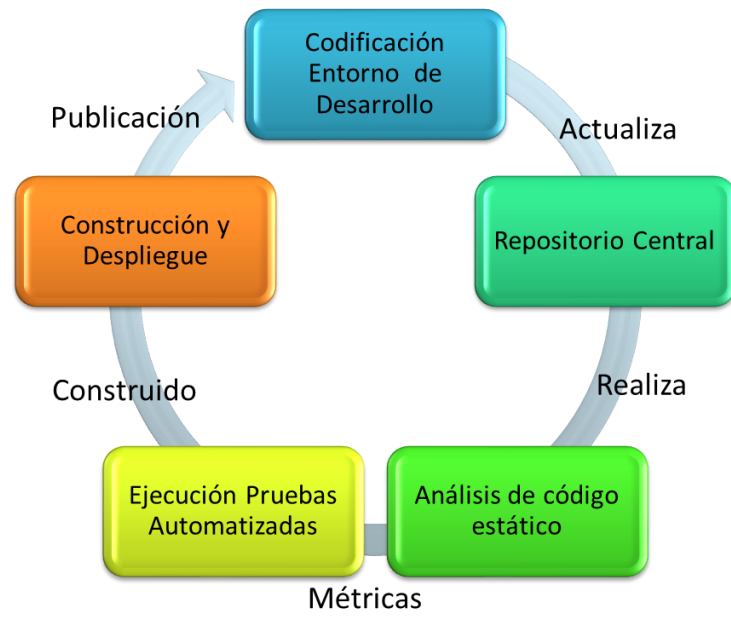 Codificación
Entorno de
Desarrollo
Actualiza
Repositorio Central
Realiza
Análisis de código
estático
Métricas
Ejecución Pruebas
Automatizadas
Construido
Construcción y
Despliegue
Publicación